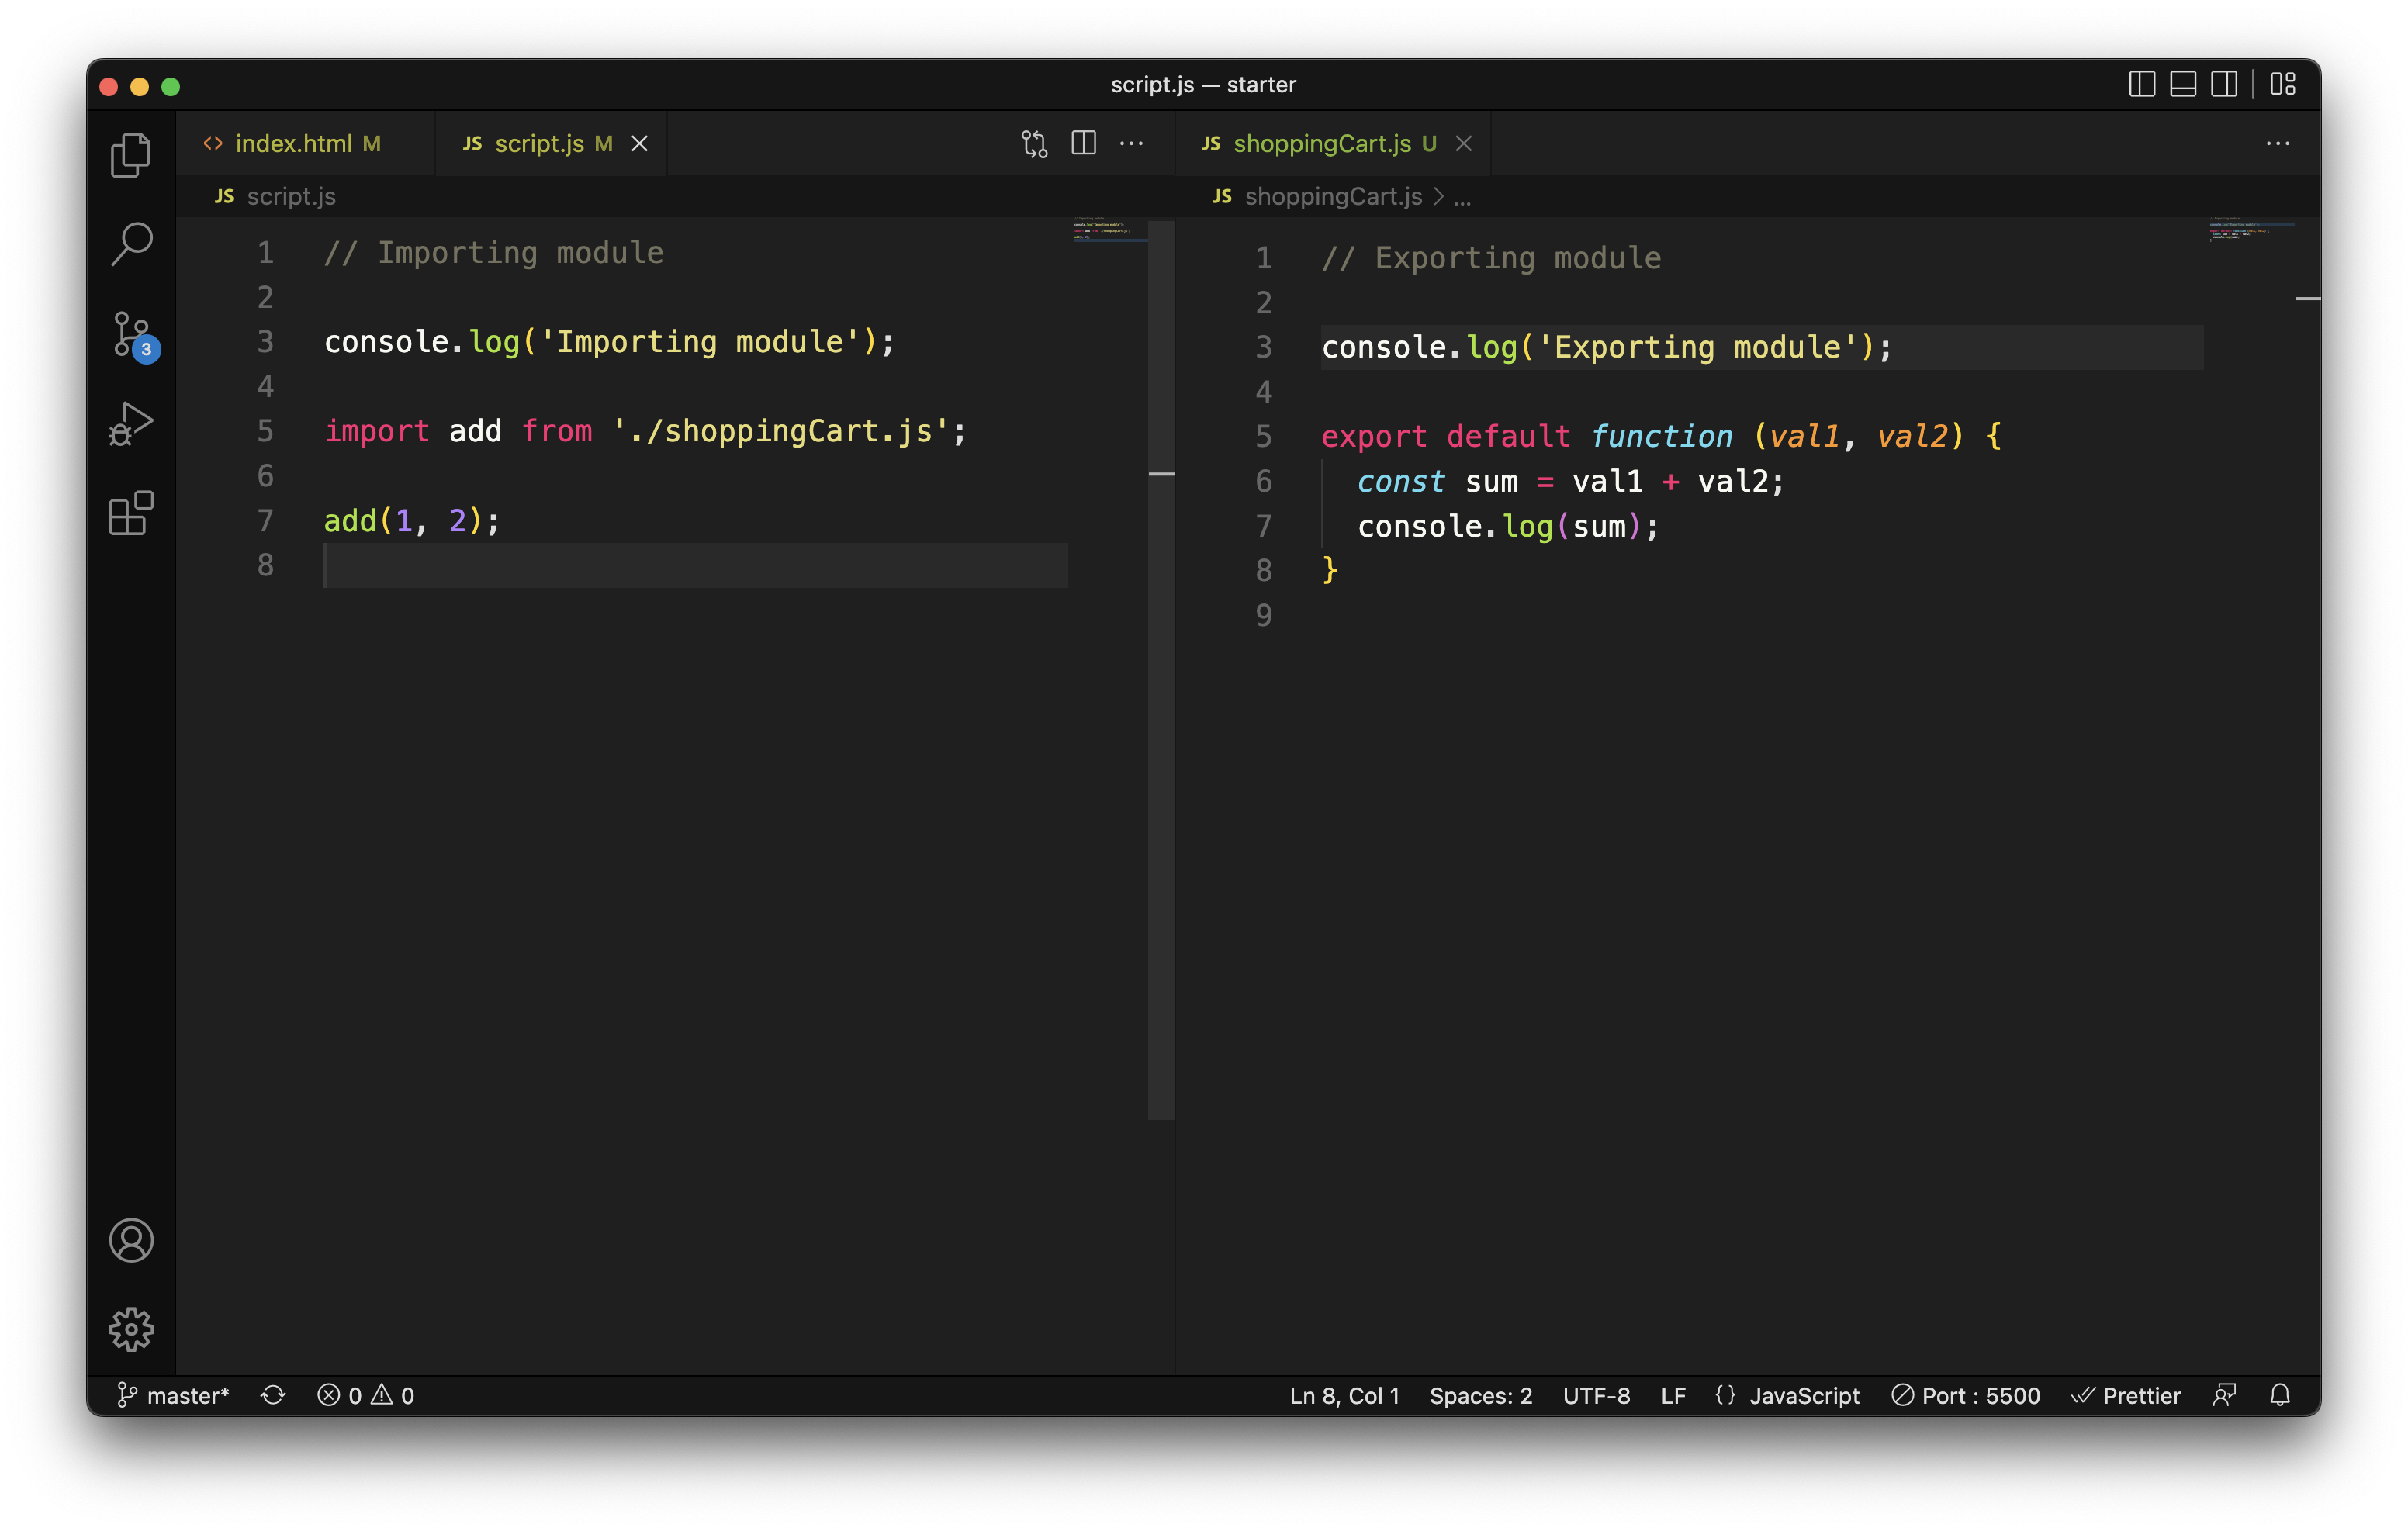 script.js — starter
index.html M
JS script.js M
JS shoppingCart.js U
JS script.js
JS shoppingCart.js > ...
1 // Importing module
2
3 console.log('Importing module');
4
5 import add from './shoppingCart.js';
6
7 add(1, 2);
8
1 // Exporting module
2
3 console.log('Exporting module');
4
5 export default function (val1, val2) {
6 const sum = val1 + val2;
7 console.log(sum);
8 }
9
3
master* 0 0
Ln 8, Col 1 Spaces: 2 UTF-8 LF {} JavaScript Port : 5500 Prettier